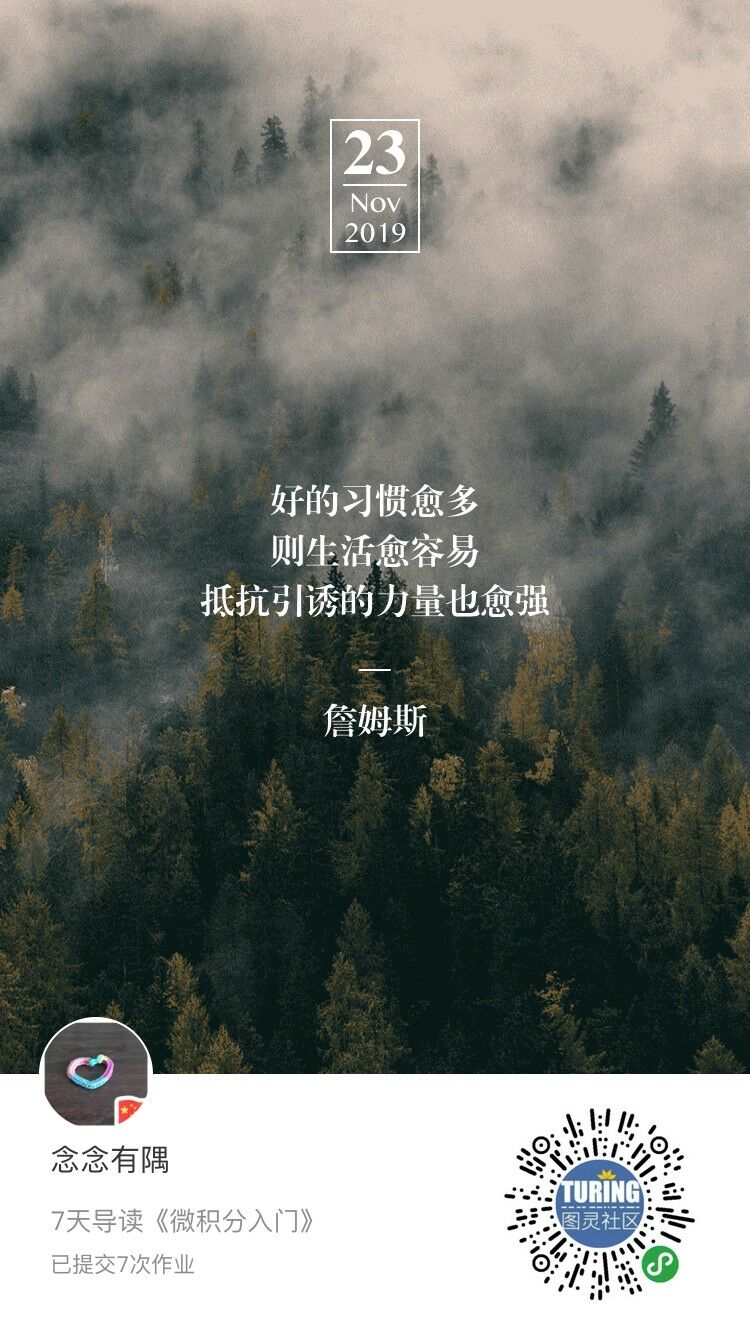 23
Nov
2019
好的习惯愈多
则生活愈容易
抵抗引诱的力量也愈强
—
詹姆斯
念念有隅
7天导读《微积分入门》
已提交7次作业
TURING
图灵社区